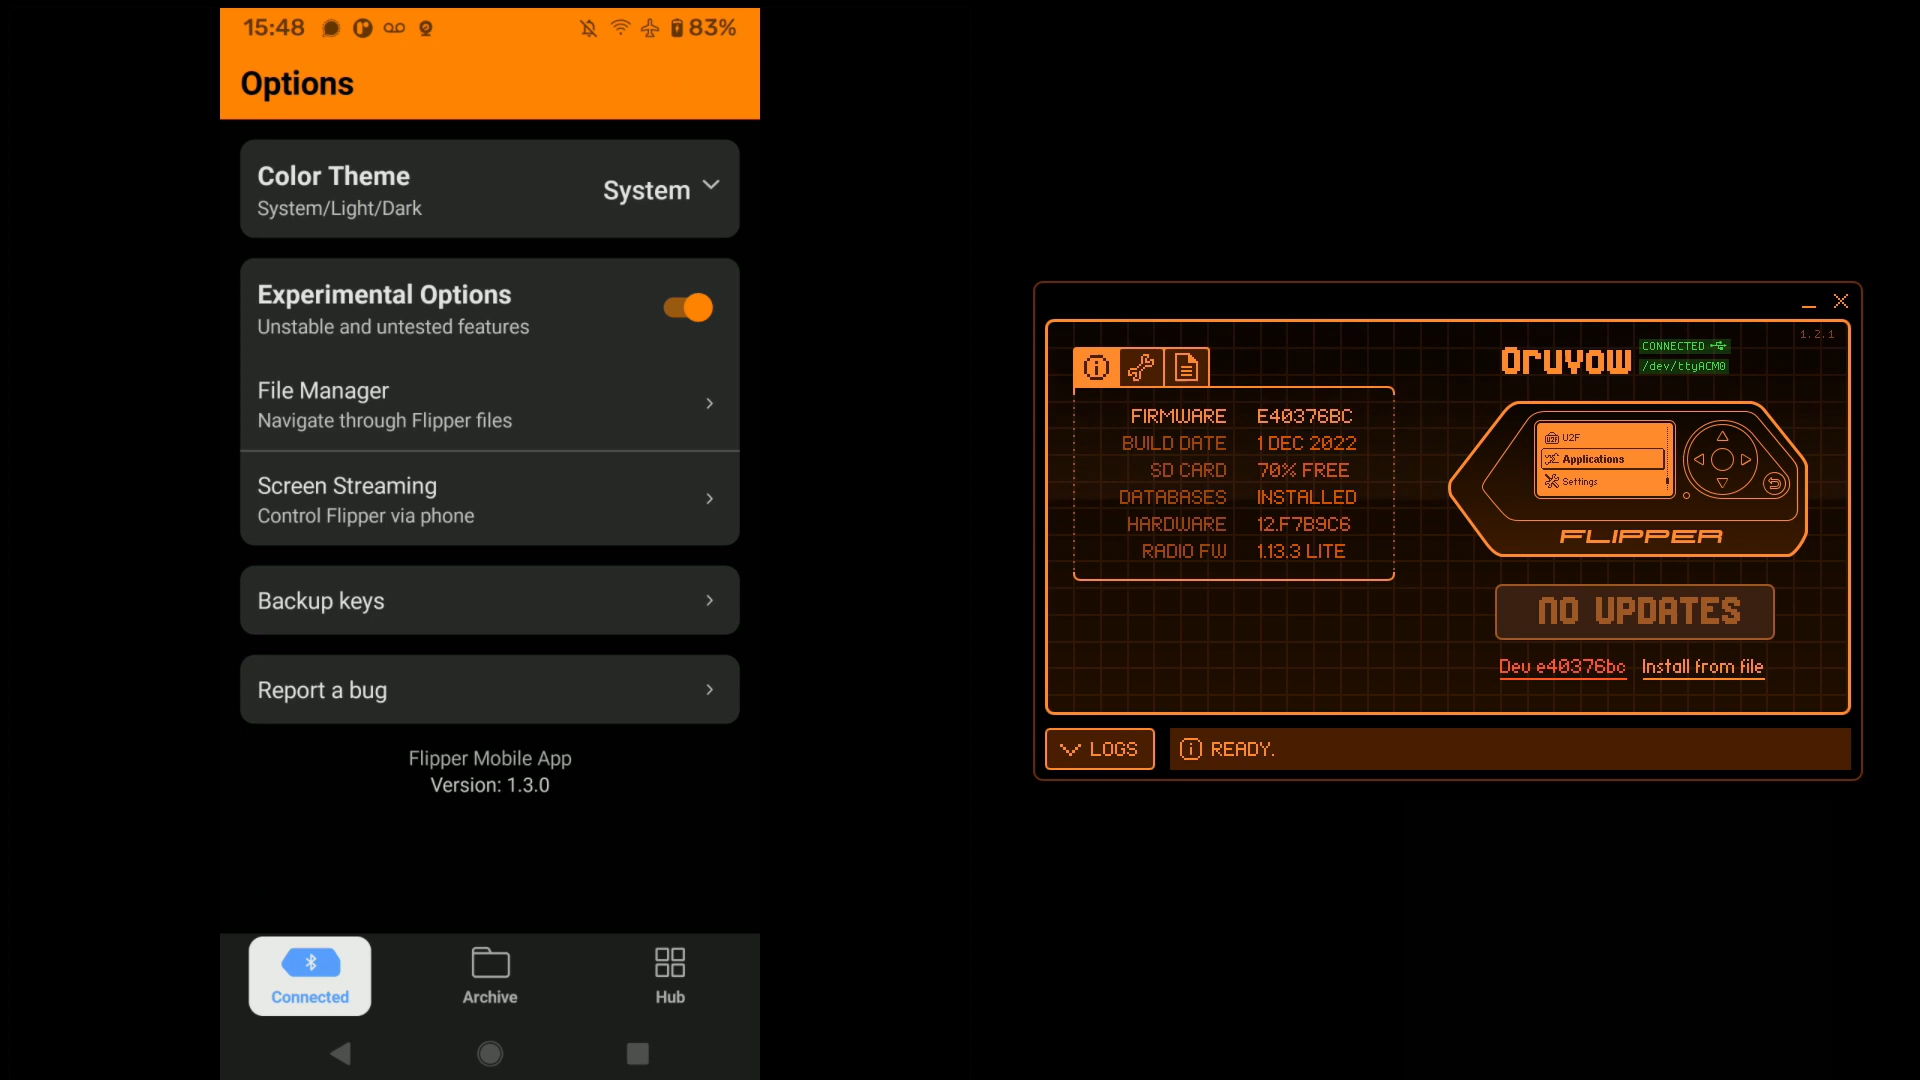 15:48
83%
Options
Color Theme
System/Light/Dark
System
Experimental Options
Unstable and untested features
File Manager
Navigate through Flipper files
Screen Streaming
Control Flipper via phone
Backup keys
Report a bug
Flipper Mobile App
Version: 1.3.0
Connected
Archive
Hub
1.2.1
Oruvow
CONNECTED
/dev/ttyACM0
FIRMWARE E40376BC
BUILD DATE 1 DEC 2022
SD CARD 70% FREE
DATABASES INSTALLED
HARDWARE 12.F7B9C6
RADIO FW 1.13.3 LITE
U2F
Applications
Settings
FLIPPER
NO UPDATES
Dev e40376bc
Install from file
LOGS
READY.